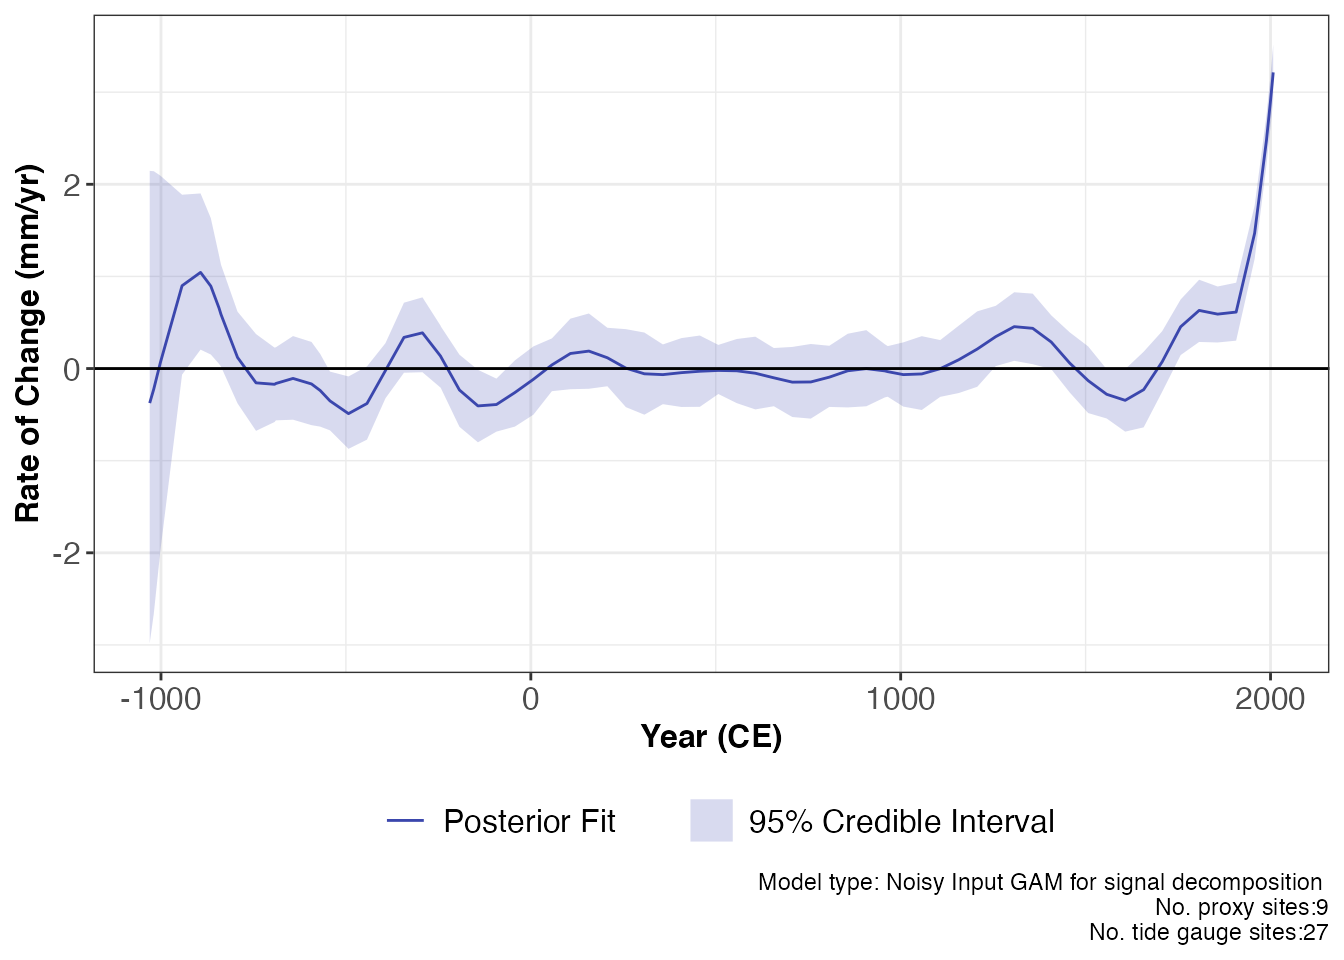 Rate of Change (mm/yr)
2
0
-2
-1000 0 1000 2000
Year (CE)
Posterior Fit 95% Credible Interval
Model type: Noisy Input GAM for signal decomposition
No. proxy sites:9
No. tide gauge sites:27